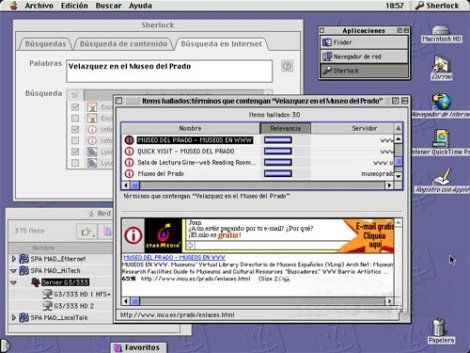 Archivo Edición Buscar Ayuda
18:57 Sherlock
Sherlock
Búsquedas Búsqueda de contenido Búsqueda en Internet
Palabras Velazquez en el Museo del Prado
Búsqueda
Aplicaciones
Finder
Navegador de red
Sherlock
Macintosh HD
Correo
Navegador de Internet
Obtener QuickTime Pro
Registro con Apple
Papelera
Items hallados:términos que contengan "Velazquez en el Museo del Prado"
Items hallados: 30
Nombre Relevancia Servidor
MUSEO DEL PRADO - MUSEOS EN WWW
QUICK VISIT - MUSEO DEL PRADO
Sala de Lectura Cine-web Reading Room...
Museo del Prado museoprado
términos que contengan "Velazquez en el Museo del Prado"
STARMEDIA
Juan,
¿Aún estás pagando por tu e-mail? ¿Por qué?
¡El mío es gratis!
E-mail gratis
Cliquea
aquí
MUSEO DEL PRADO - MUSEOS EN WWW
MUSEOS EN WWW. Museums" Virtual Library Directorio de Museos Españoles (VLmp) Arch Net: Museum
Research Facilities Guide to Museums and Cultural Resources "Buscadores" WWW Barrio Artístico ...
65% http://www.mcu.es/prado/enlaces.html (Size 2.
http://www.mcu.es/prado/enlaces.html
Red
375 items
SPA MAD_Ethernet
SPA MAD_HiTech
Server G3/333
G3/333 HD 1 HFS+
G3/333 HD 2
SPA MAD_LocalTalk
Favoritos